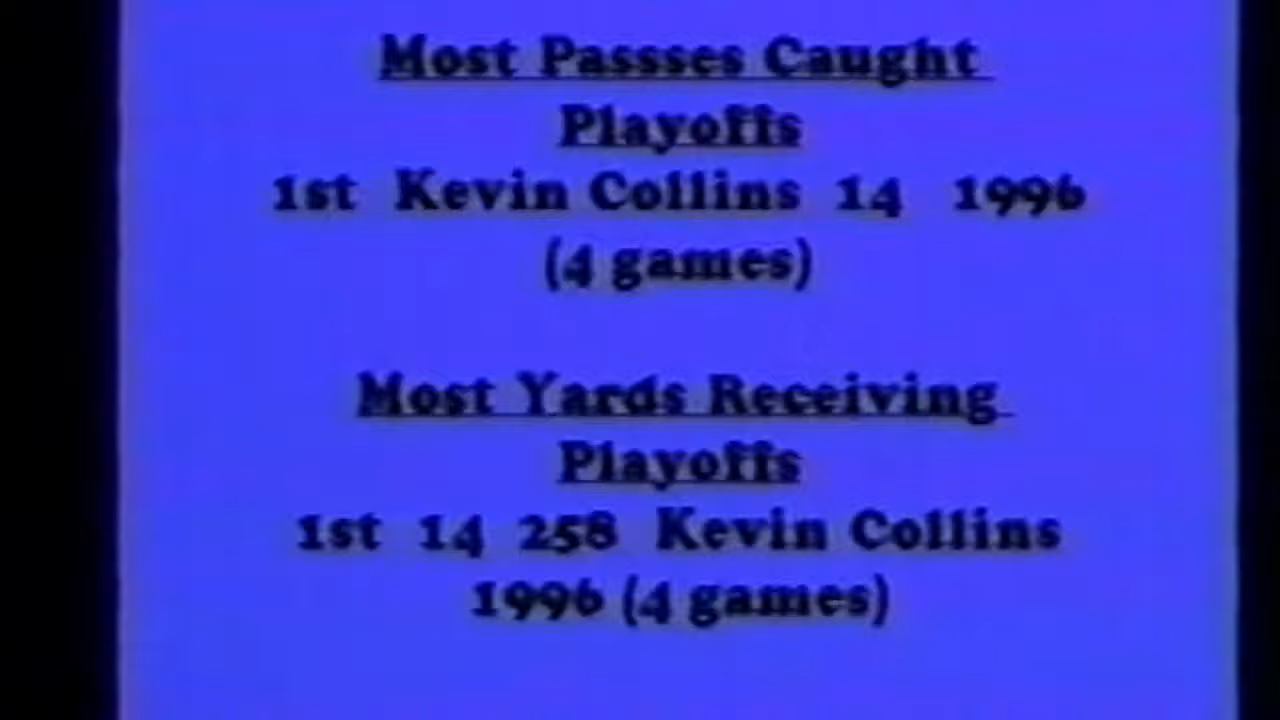 Most Passses Caught
Playoffs
1st Kevin Collins 14 1996
(4 games)
Most Yards Receiving
Playoffs
1st 14 258 Kevin Collins
1996 (4 games)